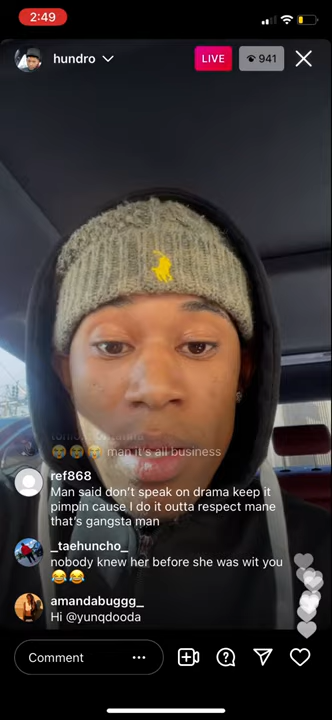 2:49
hundro
LIVE
941
😭😭😭 man it's all business
ref868
Man said don't speak on drama keep it
pimpin cause I do it outta respect mane
that's gangsta man
_taehuncho_
nobody knew her before she was wit you
😂😂
amandabuggg_
Hi @yunqdooda
Comment